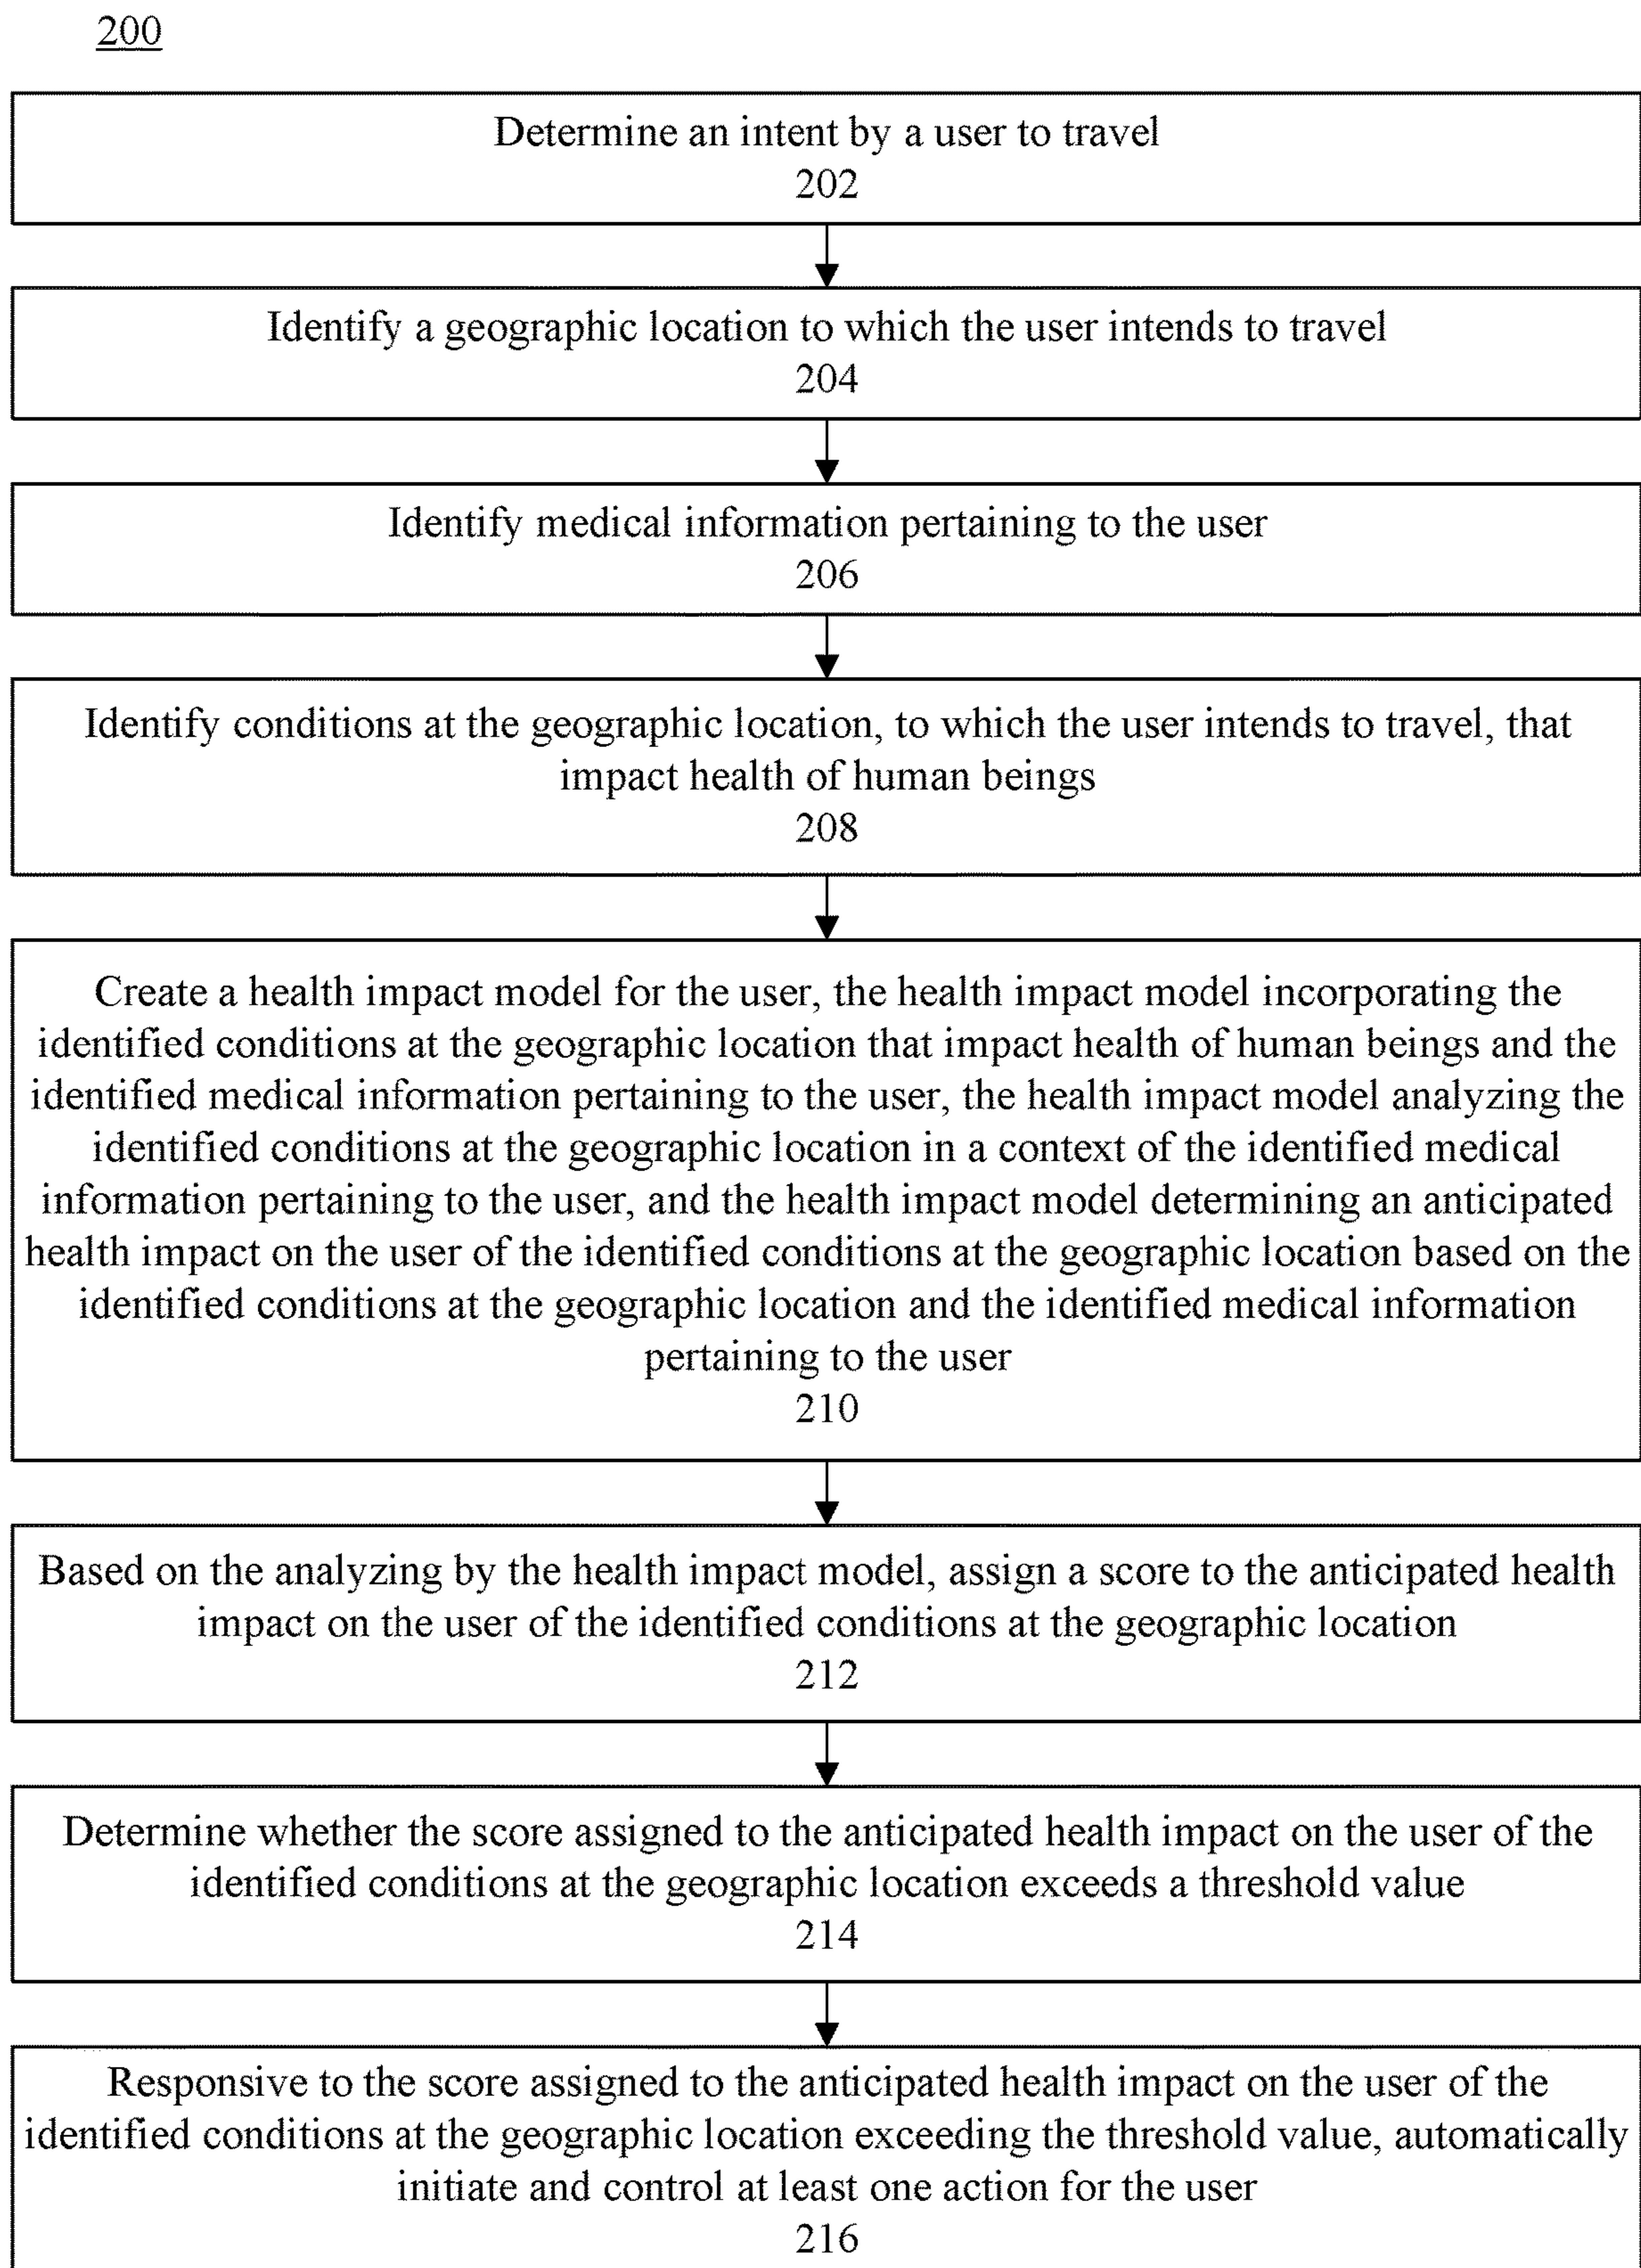 200
Determine an intent by a user to travel
202
Identify a geographic location to which the user intends to travel
204
Identify medical information pertaining to the user
206
Identify conditions at the geographic location, to which the user intends to travel, that
impact health of human beings
208
Create a health impact model for the user, the health impact model incorporating the
identified conditions at the geographic location that impact health of human beings and the
identified medical information pertaining to the user, the health impact model analyzing the
identified conditions at the geographic location in a context of the identified medical
information pertaining to the user, and the health impact model determining an anticipated
health impact on the user of the identified conditions at the geographic location based on the
identified conditions at the geographic location and the identified medical information
pertaining to the user
210
Based on the analyzing by the health impact model, assign a score to the anticipated health
impact on the user of the identified conditions at the geographic location
212
Determine whether the score assigned to the anticipated health impact on the user of the
identified conditions at the geographic location exceeds a threshold value
214
Responsive to the score assigned to the anticipated health impact on the user of the
identified conditions at the geographic location exceeding the threshold value, automatically
initiate and control at least one action for the user
216